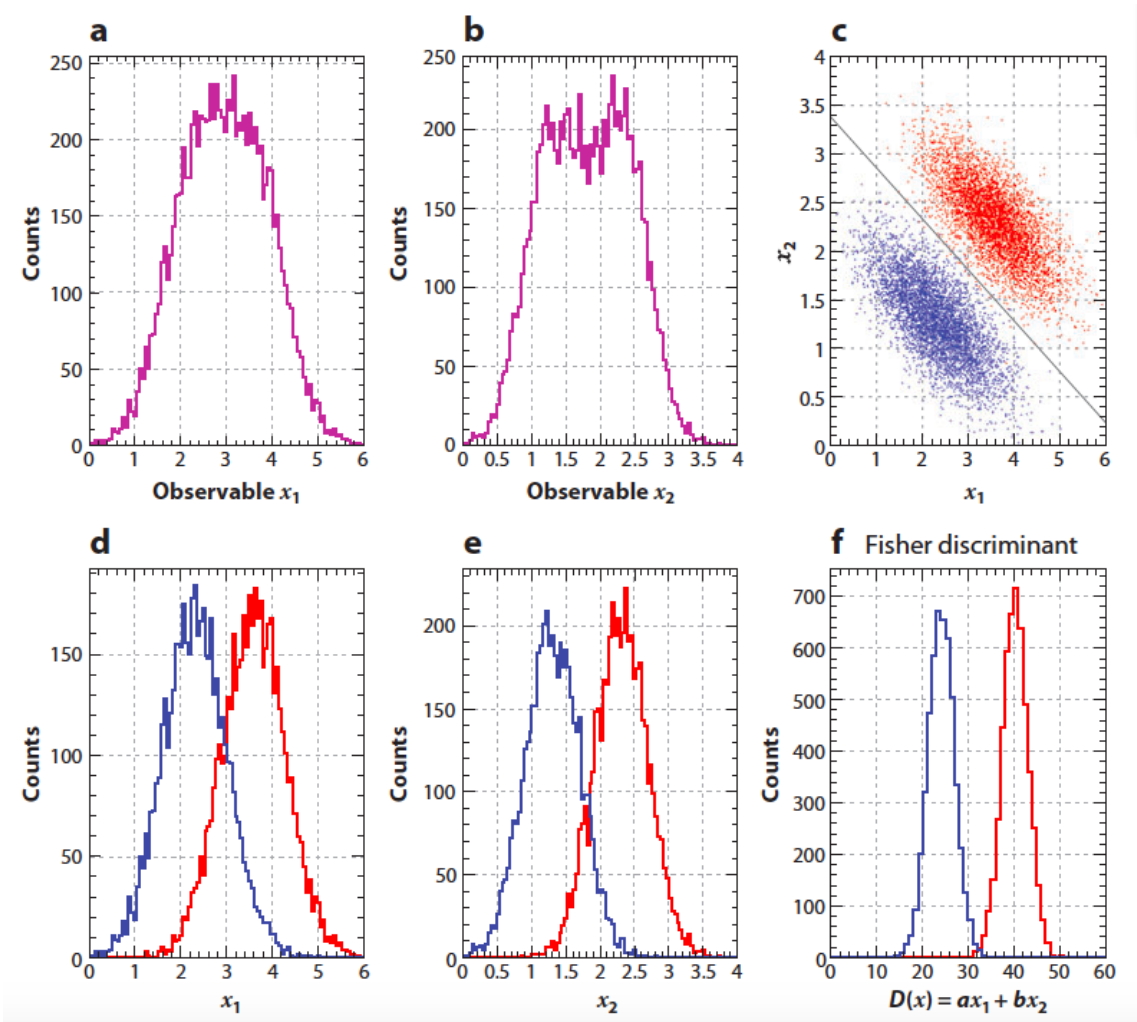 a
250
200
150
100
50
0
Counts
0 1 2 3 4 5 6
Observable x1
b
250
200
150
100
50
0
Counts
0 0.5 1 1.5 2 2.5 3 3.5 4
Observable x2
c
4
3.5
3
2.5
2
1.5
1
0.5
0
x2
0 1 2 3 4 5 6
x1
d
150
100
50
0
Counts
0 1 2 3 4 5 6
x1
e
200
150
100
50
0
Counts
0 0.5 1 1.5 2 2.5 3 3.5 4
x2
f Fisher discriminant
700
600
500
400
300
200
100
0
Counts
0 10 20 30 40 50 60
D(x) = ax1 + bx2